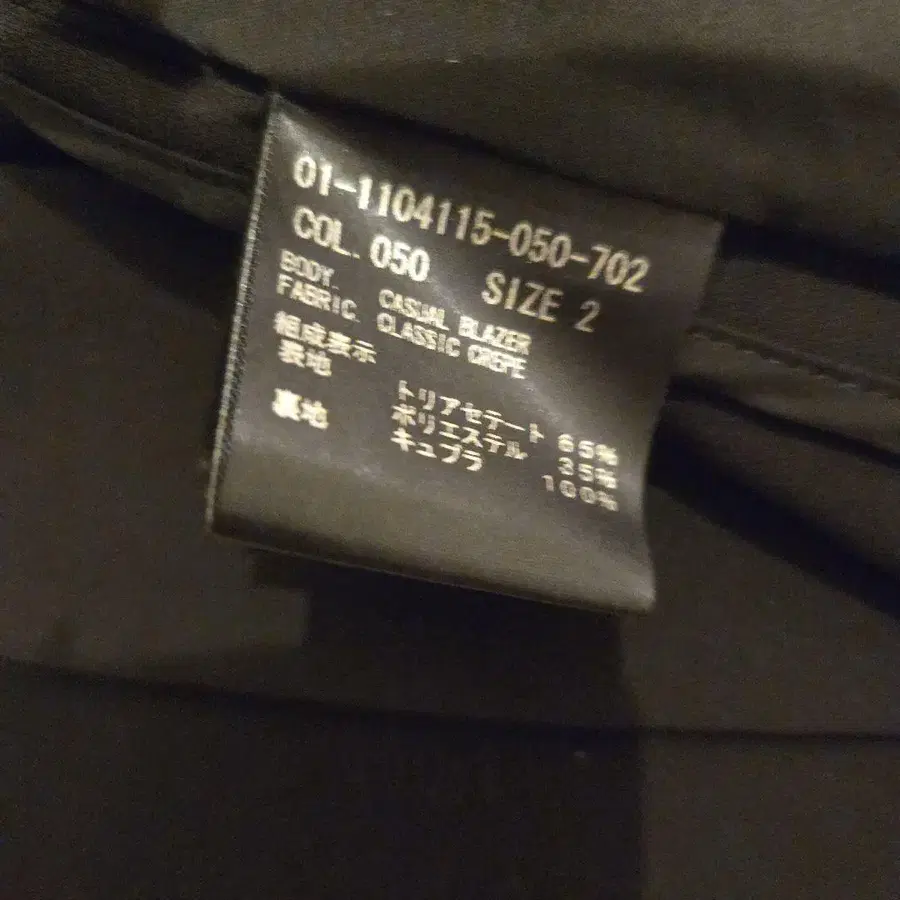 01-1104115-050-702
COL. 050 SIZE 2
BODY. CASUAL BLAZER
FABRIC. CLASSIC CREPE
組成表示
表地 トリアセテート 65%
ポリエステル 35%
裏地 キュプラ 100%